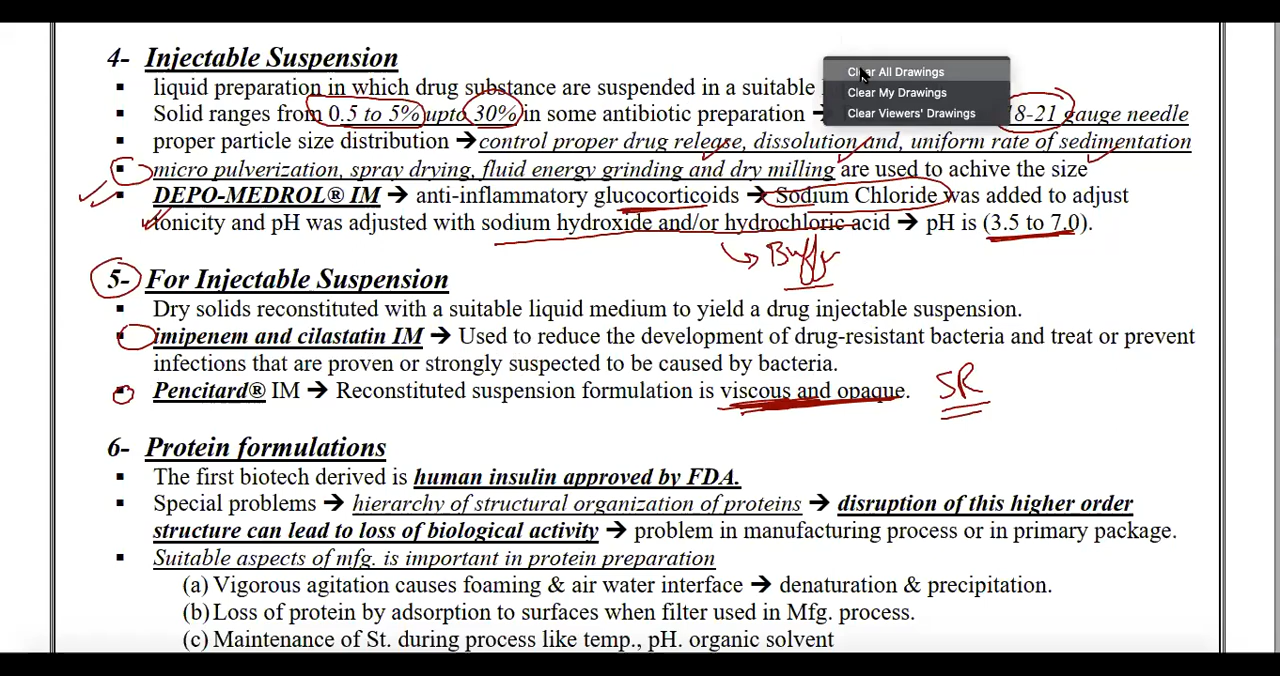 4- Injectable Suspension
▪ liquid preparation in which drug substance are suspended in a suitable
Clear All Drawings
Clear My Drawings
Clear Viewers' Drawings
▪ Solid ranges from 0.5 to 5% upto 30% in some antibiotic preparation ➔ 18-21 gauge needle
▪ proper particle size distribution ➔ control proper drug release, dissolution and, uniform rate of sedimentation
▪ micro pulverization, spray drying, fluid energy grinding and dry milling are used to achive the size
▪ DEPO-MEDROL® IM ➔ anti-inflammatory glucocorticoids ➔ Sodium Chloride was added to adjust
tonicity and pH was adjusted with sodium hydroxide and/or hydrochloric acid ➔ pH is (3.5 to 7.0).
Buffer
5- For Injectable Suspension
▪ Dry solids reconstituted with a suitable liquid medium to yield a drug injectable suspension.
▪ imipenem and cilastatin IM ➔ Used to reduce the development of drug-resistant bacteria and treat or prevent
infections that are proven or strongly suspected to be caused by bacteria.
▪ Pencitard® IM ➔ Reconstituted suspension formulation is viscous and opaque. SR
6- Protein formulations
▪ The first biotech derived is human insulin approved by FDA.
▪ Special problems ➔ hierarchy of structural organization of proteins ➔ disruption of this higher order
structure can lead to loss of biological activity ➔ problem in manufacturing process or in primary package.
▪ Suitable aspects of mfg. is important in protein preparation
(a) Vigorous agitation causes foaming & air water interface ➔ denaturation & precipitation.
(b) Loss of protein by adsorption to surfaces when filter used in Mfg. process.
(c) Maintenance of St. during process like temp., pH. organic solvent